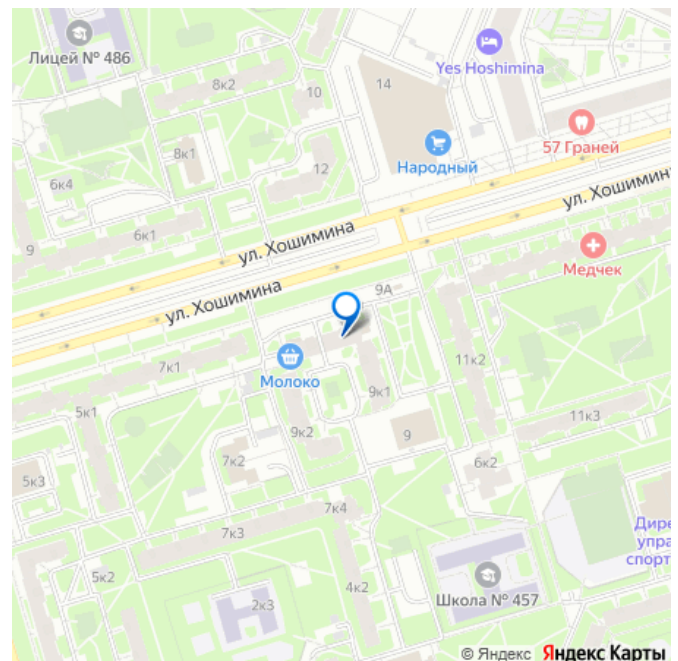 Лицей № 486
8к2
10
14
Yes Hoshimina
57 Граней
8к1
Народный
6к4
12
6к1
9
ул. Хошимина
ул. Хошимин
Медчек
ул. Хошимина
9А
7к1
Молоко
11к2
5к1
9к1
11к3
9к2
9
7к2
6к2
5к3
7к4
7к3
Дире
упра
спорт
5к2
4к2
2к3
Школа № 457
© Яндекс Яндекс Карты